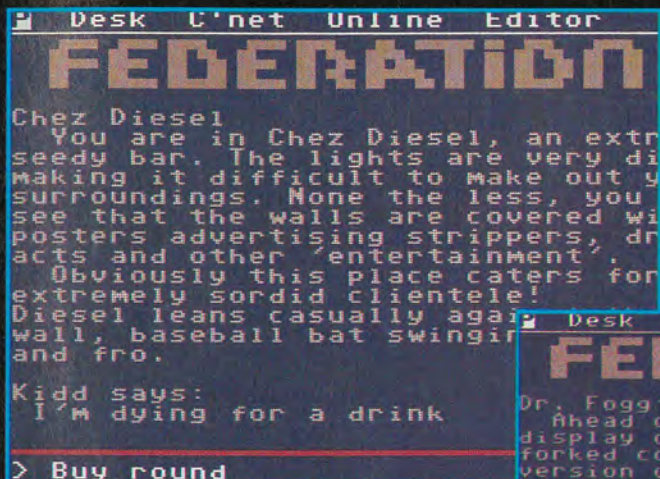 Desk C'net Online Editor
FEDERATION
Chez Diesel
You are in Chez Diesel, an extr
seedy bar. The lights are very di
making it difficult to make out y
surroundings. None the less, you
see that the walls are covered wi
posters advertising strippers, dr
acts and other 'entertainment'.
Obviously this place caters for
extremely sordid clientele!
Diesel leans casually agai
wall, baseball bat swingin
and fro.
Kidd says:
I'm dying for a drink
> Buy round
Desk
FE
Dr. Fogg
Ahead o
display o
forked co
version o